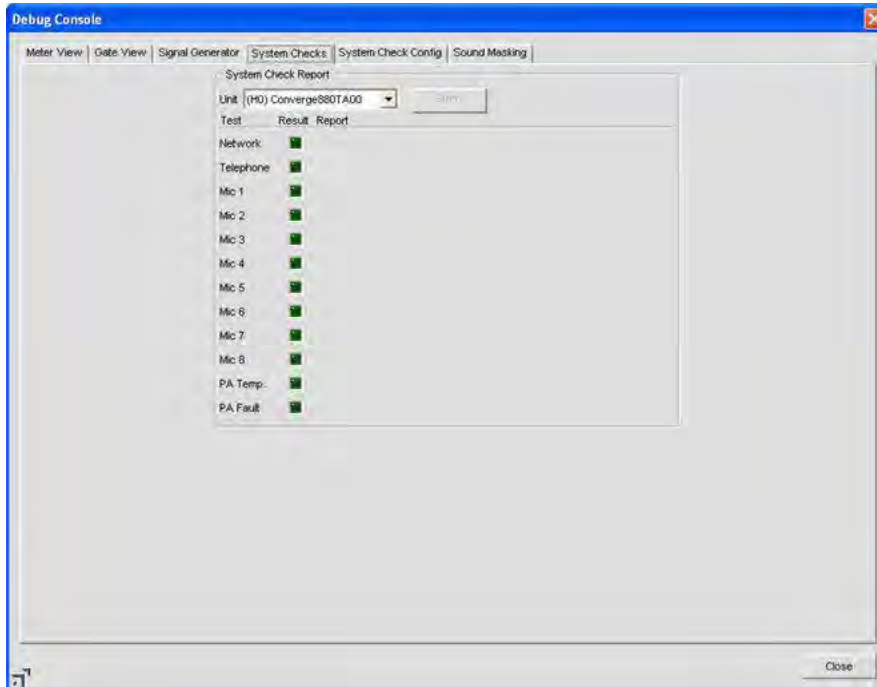 Debug Console
Meter View Gate View Signal Generator System Checks System Check Config Sound Masking
System Check Report
Unit (H0) Converge880TA00
Test Result Report
Network
Telephone
Mic 1
Mic 2
Mic 3
Mic 4
Mic 5
Mic 6
Mic 7
Mic 8
PA Temp.
PA Fault
Close